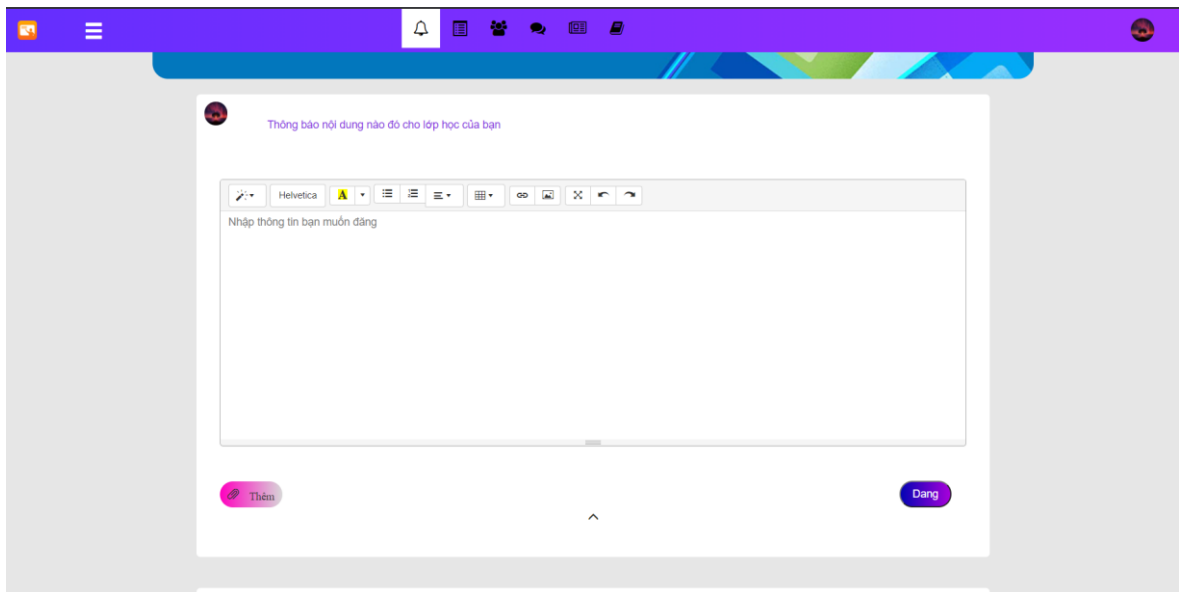 Thông báo nội dung nào đó cho lớp học của bạn
Helvetica A
Nhập thông tin bạn muốn đăng
Thêm Dang